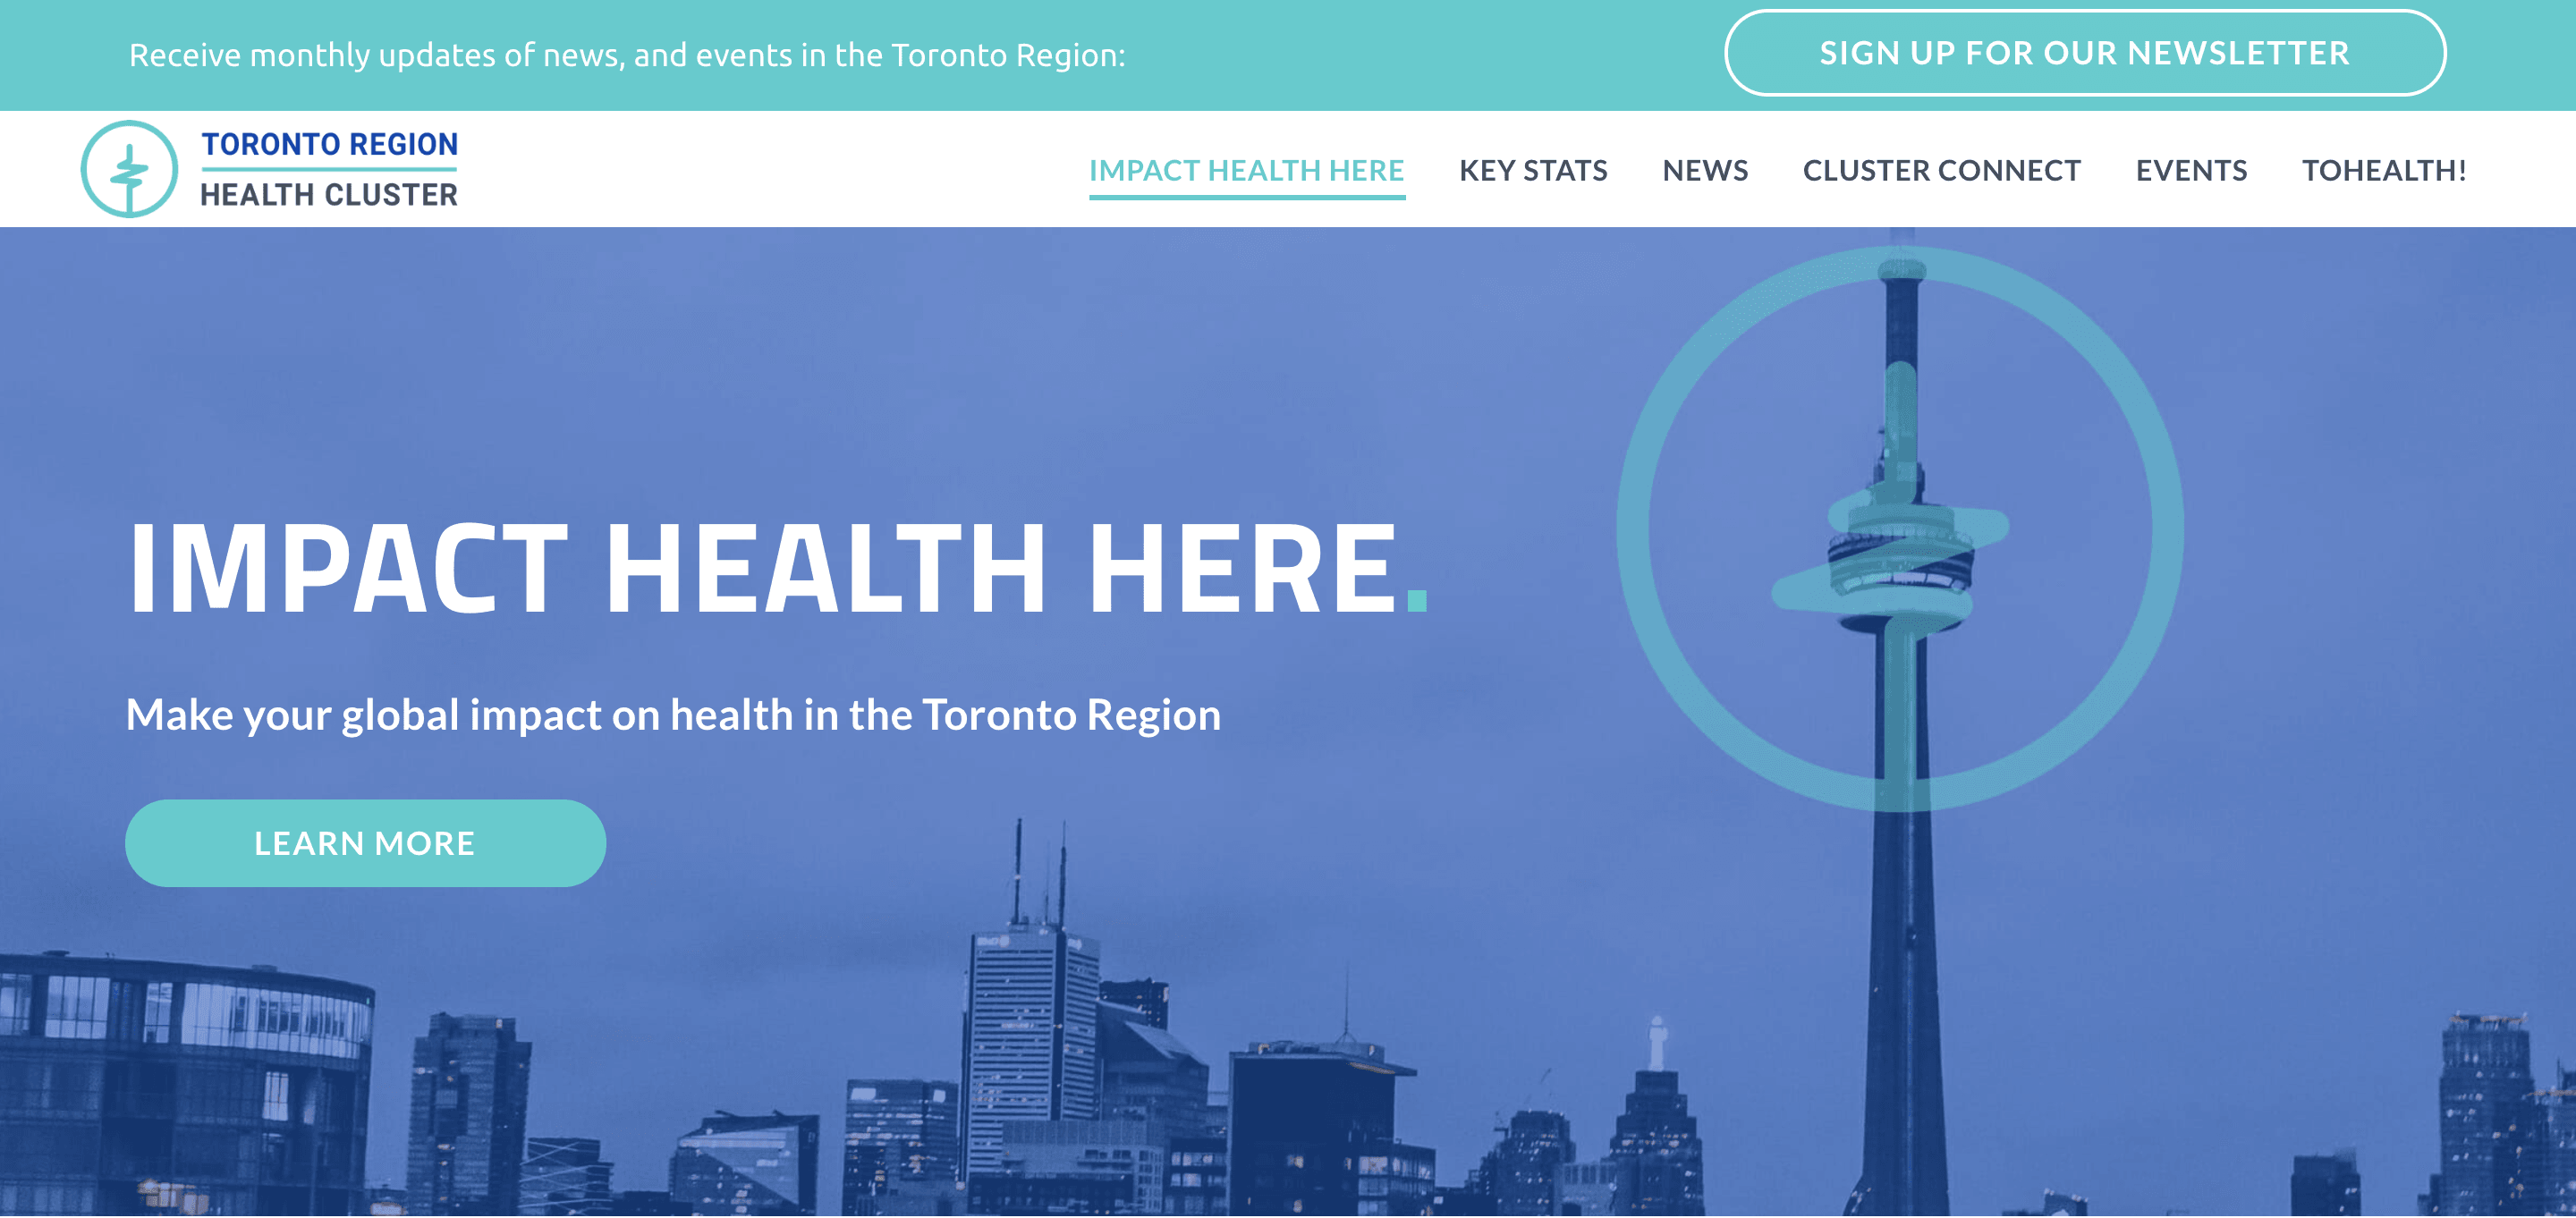 Receive monthly updates of news, and events in the Toronto Region:
SIGN UP FOR OUR NEWSLETTER
TORONTO REGION
HEALTH CLUSTER
IMPACT HEALTH HERE
KEY STATS
NEWS
CLUSTER CONNECT
EVENTS
TOHEALTH!
IMPACT HEALTH HERE.
Make your global impact on health in the Toronto Region
LEARN MORE